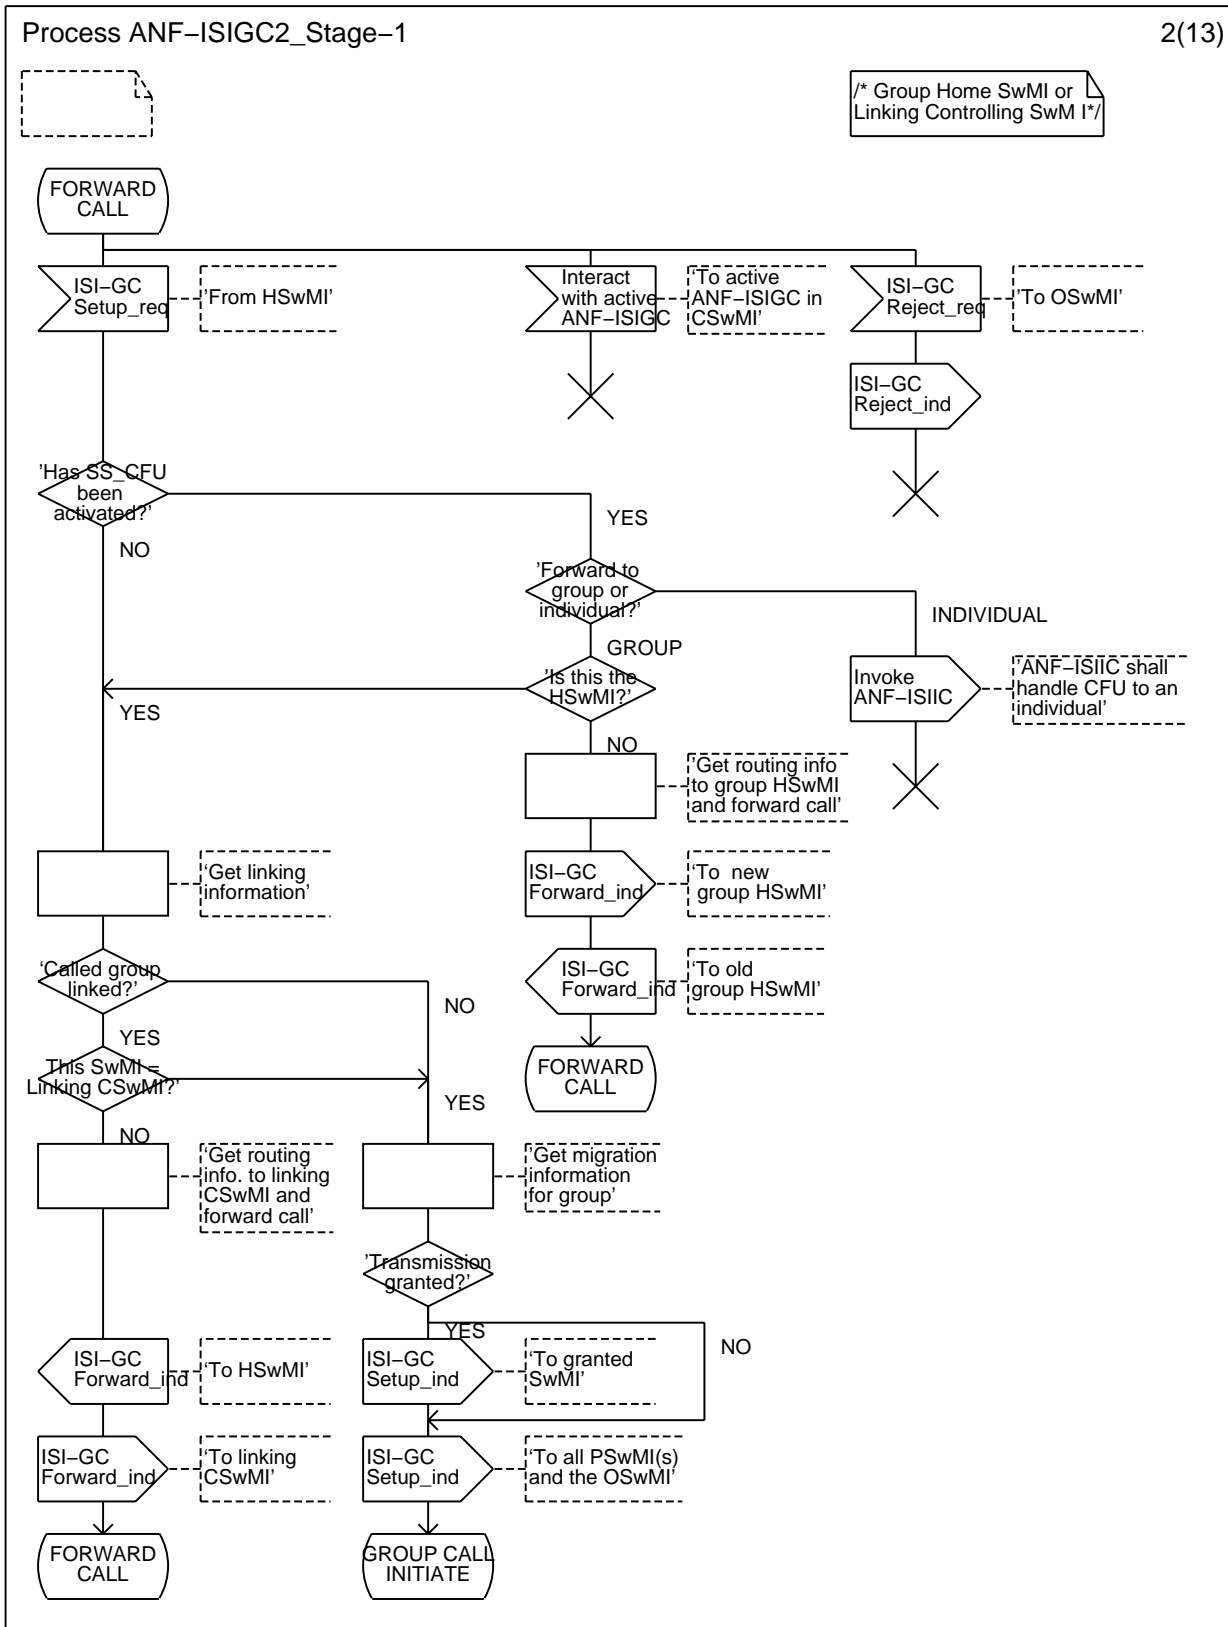 Process ANF–ISIGC2_Stage–1
2(13)
/* Group Home SwMI or
Linking Controlling SwM I*/
FORWARD
CALL
ISI–GC
Setup_req
'From HSwMI'
Interact
with active
ANF–ISIGC
'To active
ANF–ISIGC in
CSwMI'
ISI–GC
Reject_req
'To OSwMI'
ISI–GC
Reject_ind
'Has SS_CFU
been
activated?'
YES
NO
'Forward to
group or
individual?'
INDIVIDUAL
GROUP
'Is this the
HSwMI?'
YES
Invoke
ANF–ISIIC
'ANF–ISIIC shall
handle CFU to an
individual'
NO
'Get routing info
to group HSwMI
and forward call'
'Get linking
information'
ISI–GC
Forward_ind
'To  new
group HSwMI'
'Called group
linked?'
NO
ISI–GC
Forward_ind
'To old
group HSwMI'
YES
'This SwMI =
Linking CSwMI?'
YES
FORWARD
CALL
NO
'Get routing
info. to linking
CSwMI and
forward call'
'Get migration
information
for group'
'Transmission
granted?'
YES
NO
ISI–GC
Forward_ind
'To HSwMI'
ISI–GC
Setup_ind
'To granted
SwMI'
ISI–GC
Forward_ind
'To linking
CSwMI'
ISI–GC
Setup_ind
'To all PSwMI(s)
and the OSwMI'
FORWARD
CALL
GROUP CALL
INITIATE